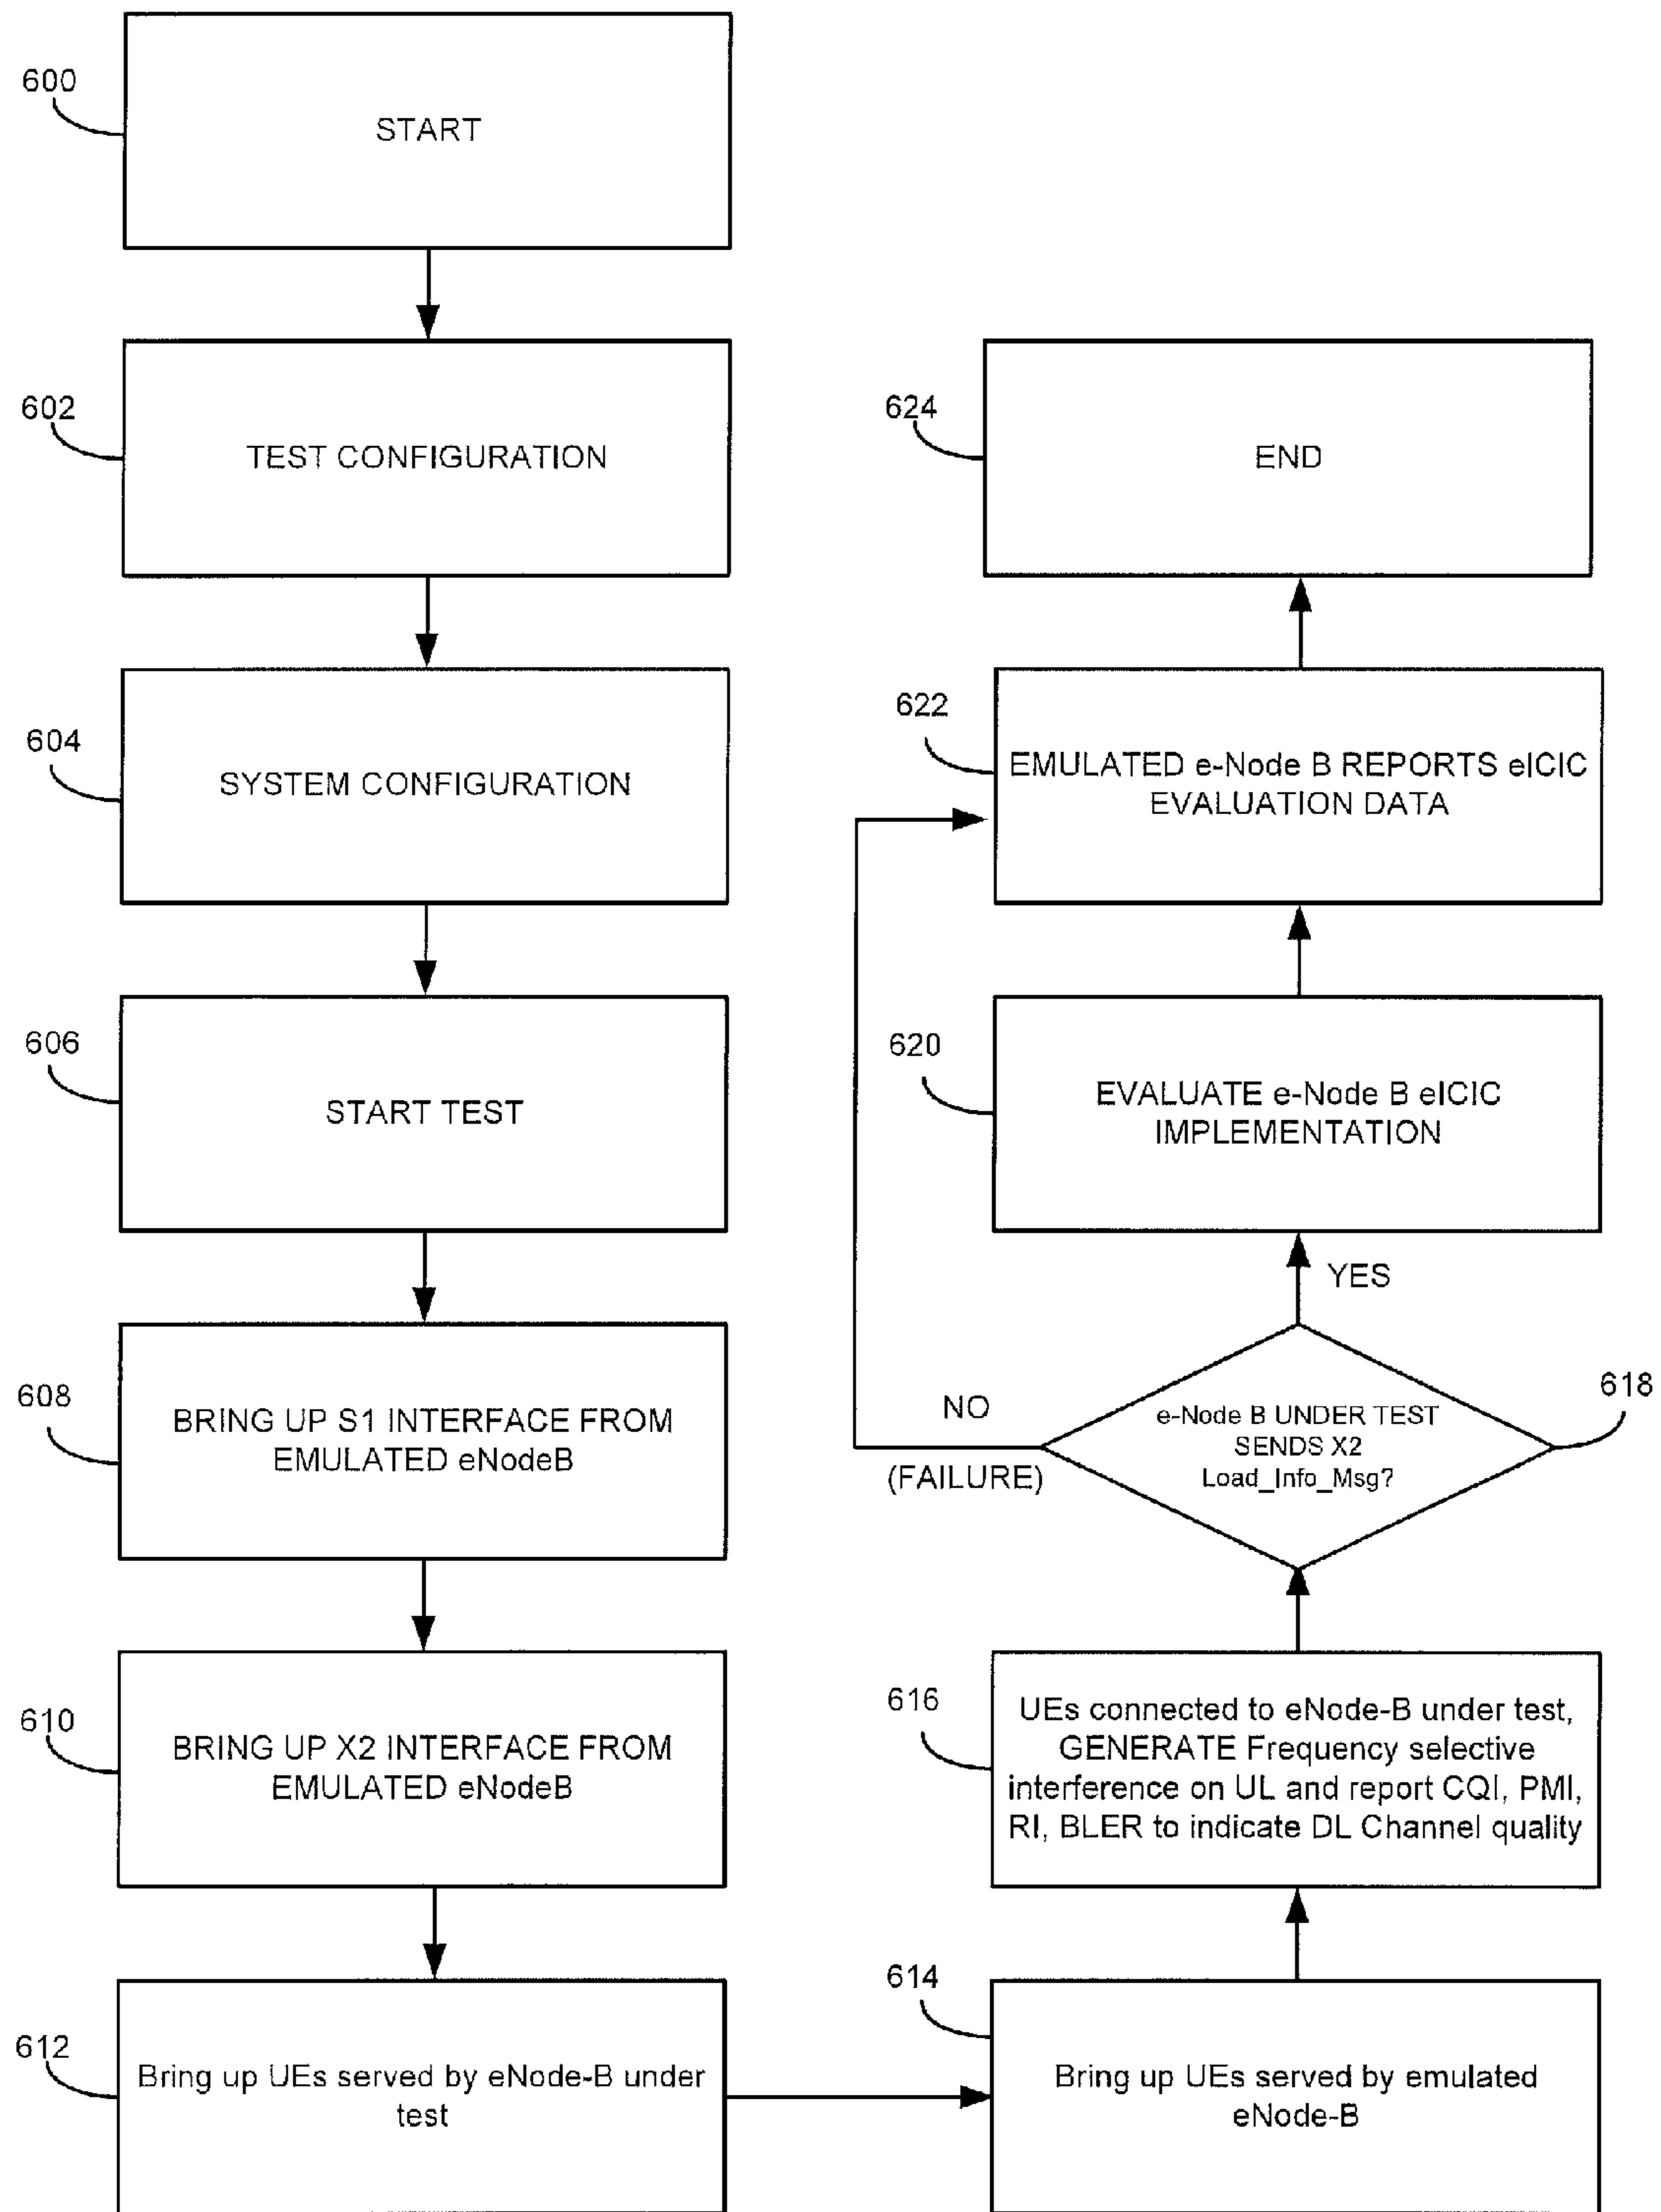 600
START
602
TEST CONFIGURATION
604
SYSTEM CONFIGURATION
606
START TEST
608
BRING UP S1 INTERFACE FROM
EMULATED eNodeB
610
BRING UP X2 INTERFACE FROM
EMULATED eNodeB
612
Bring up UEs served by eNode-B under
test
614
Bring up UEs served by emulated
eNode-B
616
UEs connected to eNode-B under test,
GENERATE Frequency selective
interference on UL and report CQI, PMI,
RI, BLER to indicate DL Channel quality
618
e-Node B UNDER TEST
SENDS X2
Load_Info_Msg?
NO
(FAILURE)
YES
620
EVALUATE e-Node B eICIC
IMPLEMENTATION
622
EMULATED e-Node B REPORTS eICIC
EVALUATION DATA
624
END